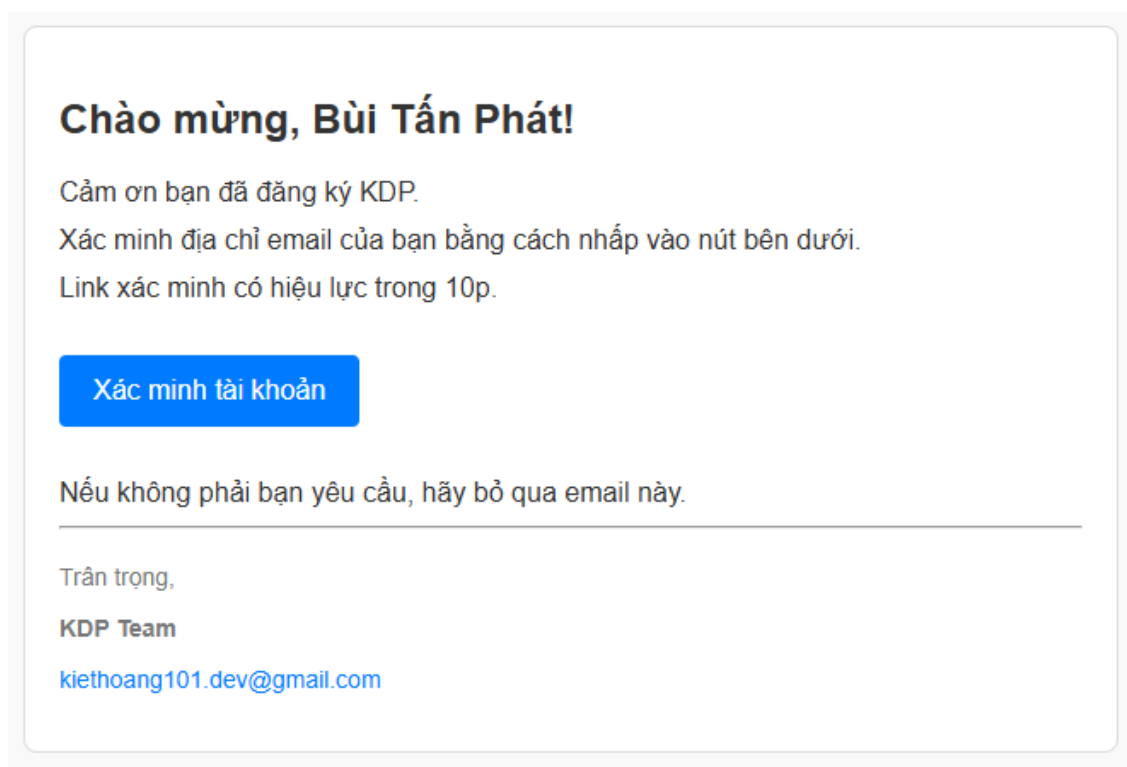 Chào mừng, Bùi Tấn Phát!
Cảm ơn bạn đã đăng ký KDP.
Xác minh địa chỉ email của bạn bằng cách nhấp vào nút bên dưới.
Link xác minh có hiệu lực trong 10p.
Xác minh tài khoản
Nếu không phải bạn yêu cầu, hãy bỏ qua email này.
Trân trọng,
KDP Team
kiethoang101.dev@gmail.com